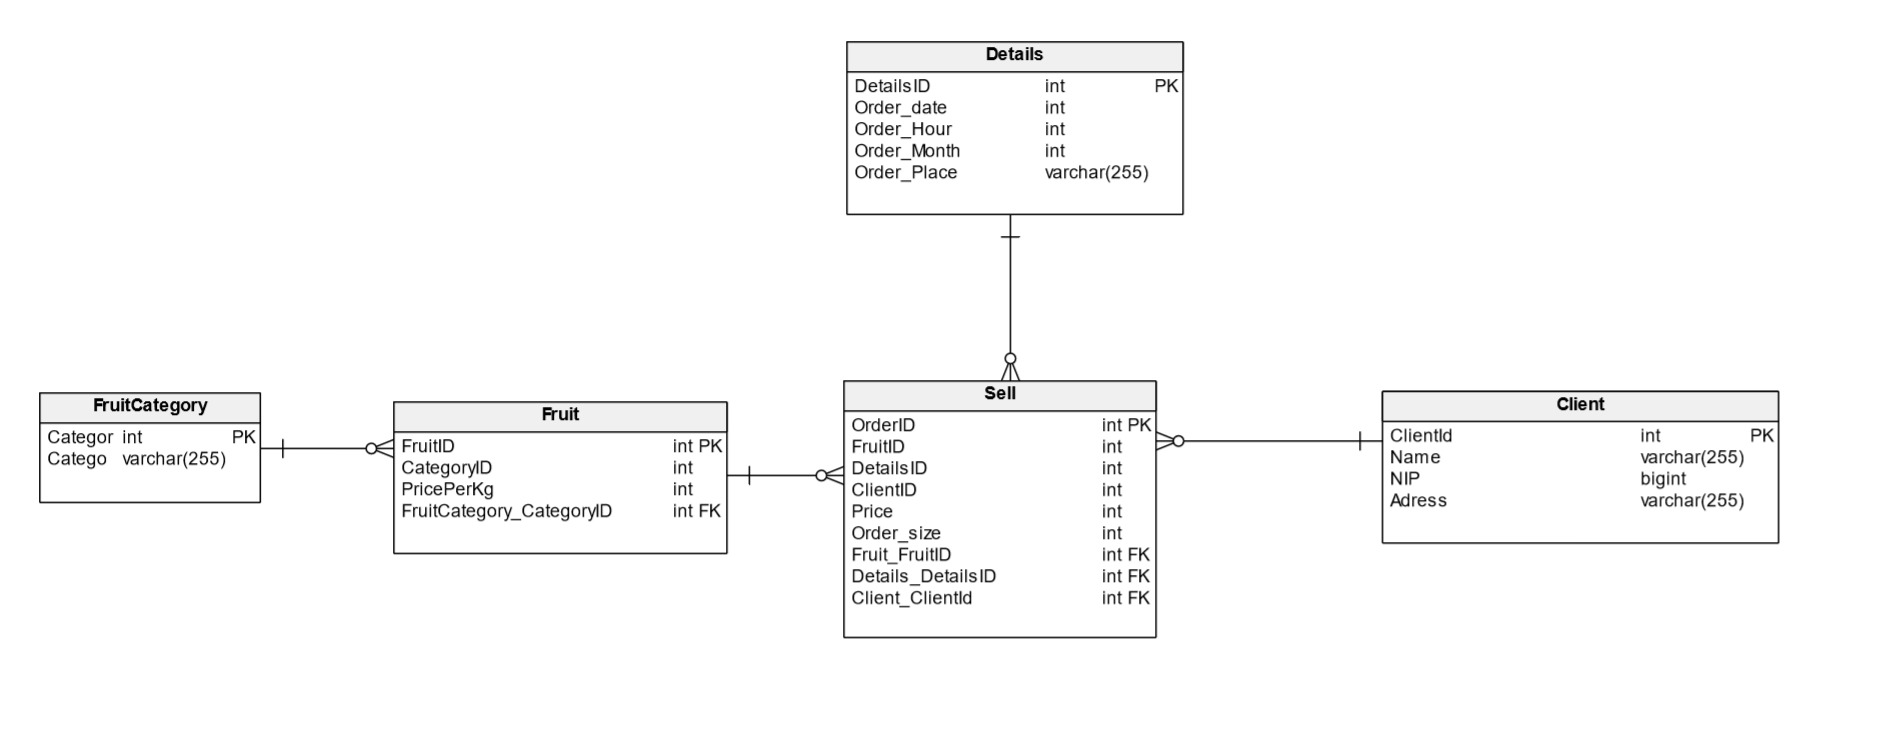 Details
DetailsID int PK
Order_date int
Order_Hour int
Order_Month int
Order_Place varchar(255)
FruitCategory
Categor int PK
Catego varchar(255)
Fruit
FruitID int PK
CategoryID int
PricePerKg int
FruitCategory_CategoryID int FK
Sell
OrderID int PK
FruitID int
DetailsID int
ClientID int
Price int
Order_size int
Fruit_FruitID int FK
Details_DetailsID int FK
Client_ClientId int FK
Client
ClientId int PK
Name varchar(255)
NIP bigint
Adress varchar(255)